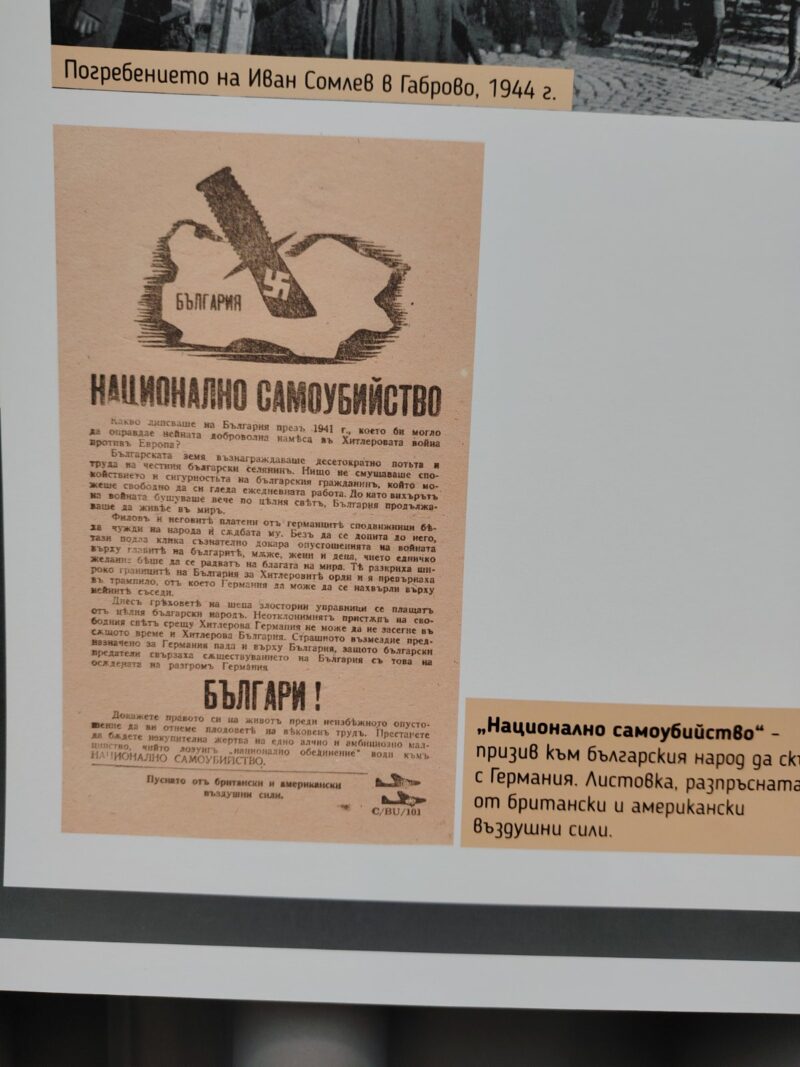 Погребението на Иван Сомлев в Габрово, 1944 г.
БЪЛГАРИЯ
НАЦИОНАЛНО САМОУБИЙСТВО
Какво липсваше на България презъ 1941 г., което би могло
да оправдае нейната доброволна намѣса въ Хитлеровата война
противъ Европа?
Българската земя възнаграждаваше десетократно потьта и
труда на честния български селянинъ. Нищо не смущаваше спо-
койствието и сигурностьта на българския гражданинъ, който мо-
жеше свободно да си гледа ежедневната работа. До като вихърътъ
на войната бушуваше вече по цѣлия свѣтъ, България продължа-
ваше да живѣе въ миръ.
Филовъ и неговитѣ платени отъ германцитѣ сподвижници бѣ-
ха чужди на народа и сѫдбата му. Безъ да се допита до него,
тази подла клика съзнателно докара опустошенията на войната
върху главитѣ на българитѣ, мѫже, жени и деца, чието едничко
желание бѣше да се радватъ на благата на мира. Тѣ разкриха ши-
роко границитѣ на България за Хитлеровитѣ орди и я превърнаха
въ трамплино, отъ което Германия да може да се нахвърли върху
нейнитѣ съседи.
Днесъ грѣховетѣ на шепа злостории управници се плащатъ
отъ цѣлия български народъ. Неотклонимиятъ пристѫпъ на сво-
бодния свѣтъ срещу Хитлерова Германия не може да не засегне въ
сѫщото време и Хитлерова България. Страшното възмездие пред-
назначено за Германия пада и върху България, защото български
предатели свързаха сѫществуването на България съ това на
осѫдената на разгромъ Германия
БЪЛГАРИ !
Докажете правото си на животъ преди неизбѣжното опусто-
шение да ви отнеме плодоветѣ на вѣковенъ трудъ. Престанете
да бѫдете изкупителна жертва на едно алчно и амбициозно мал-
цинство, чийто лозунгъ „национално обединение" води къмъ
НАЦИОНАЛНО САМОУБИЙСТВО.
Пуснато отъ британски и американски
въздушни сили.
C/BU/101
„Национално самоубийство“ -
призив към българския народ да ск
с Германия. Листовка, разпръсната
от британски и американски
въздушни сили.